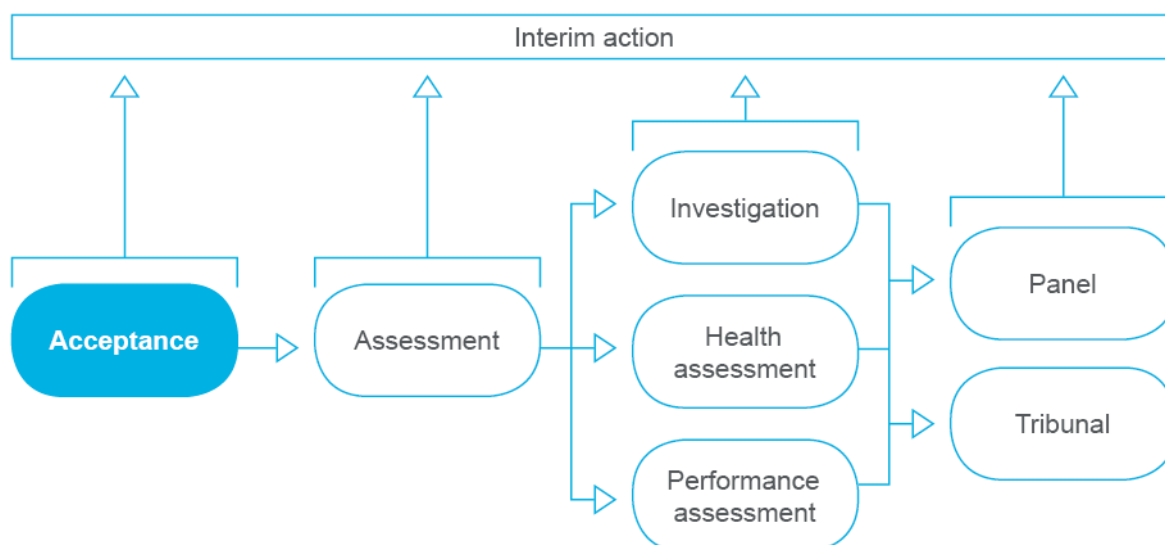 Interim action
Acceptance
Assessment
Investigation
Health
assessment
Performance
assessment
Panel
Tribunal